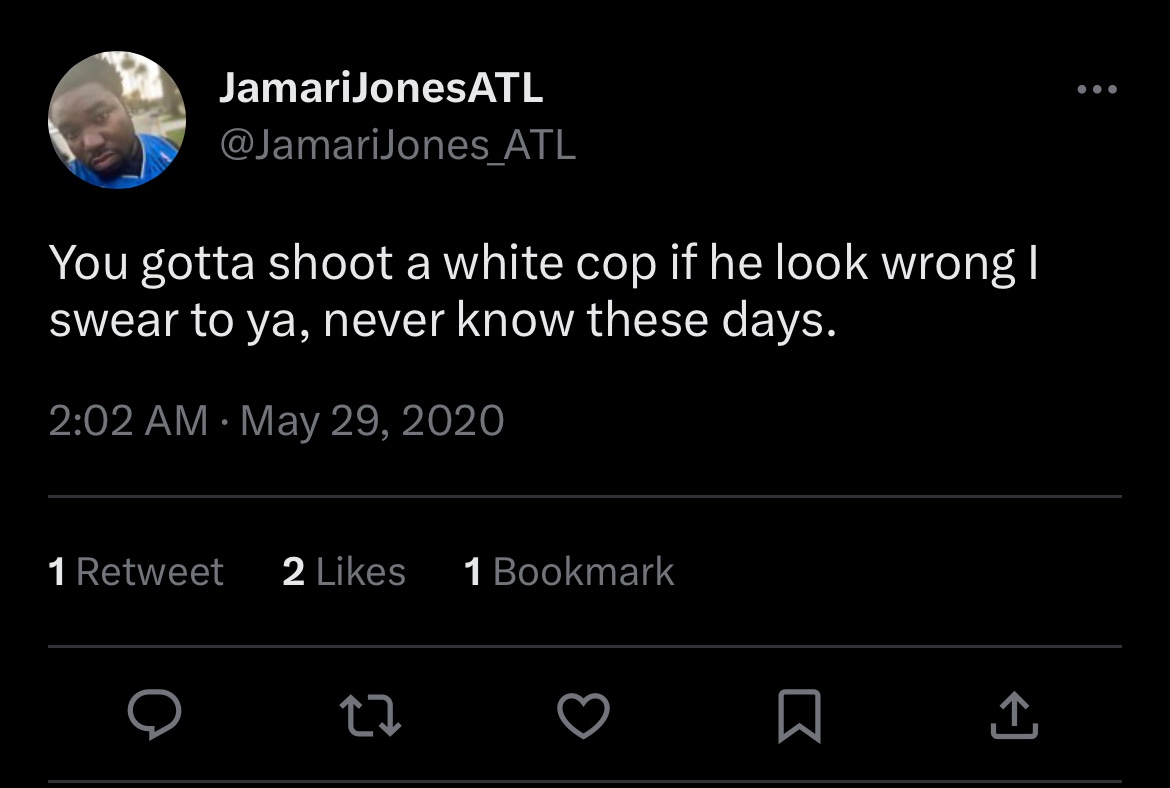 JamariJonesATL
@JamariJones_ATL
You gotta shoot a white cop if he look wrong I
swear to ya, never know these days.
2:02 AM · May 29, 2020
1 Retweet 2 Likes 1 Bookmark